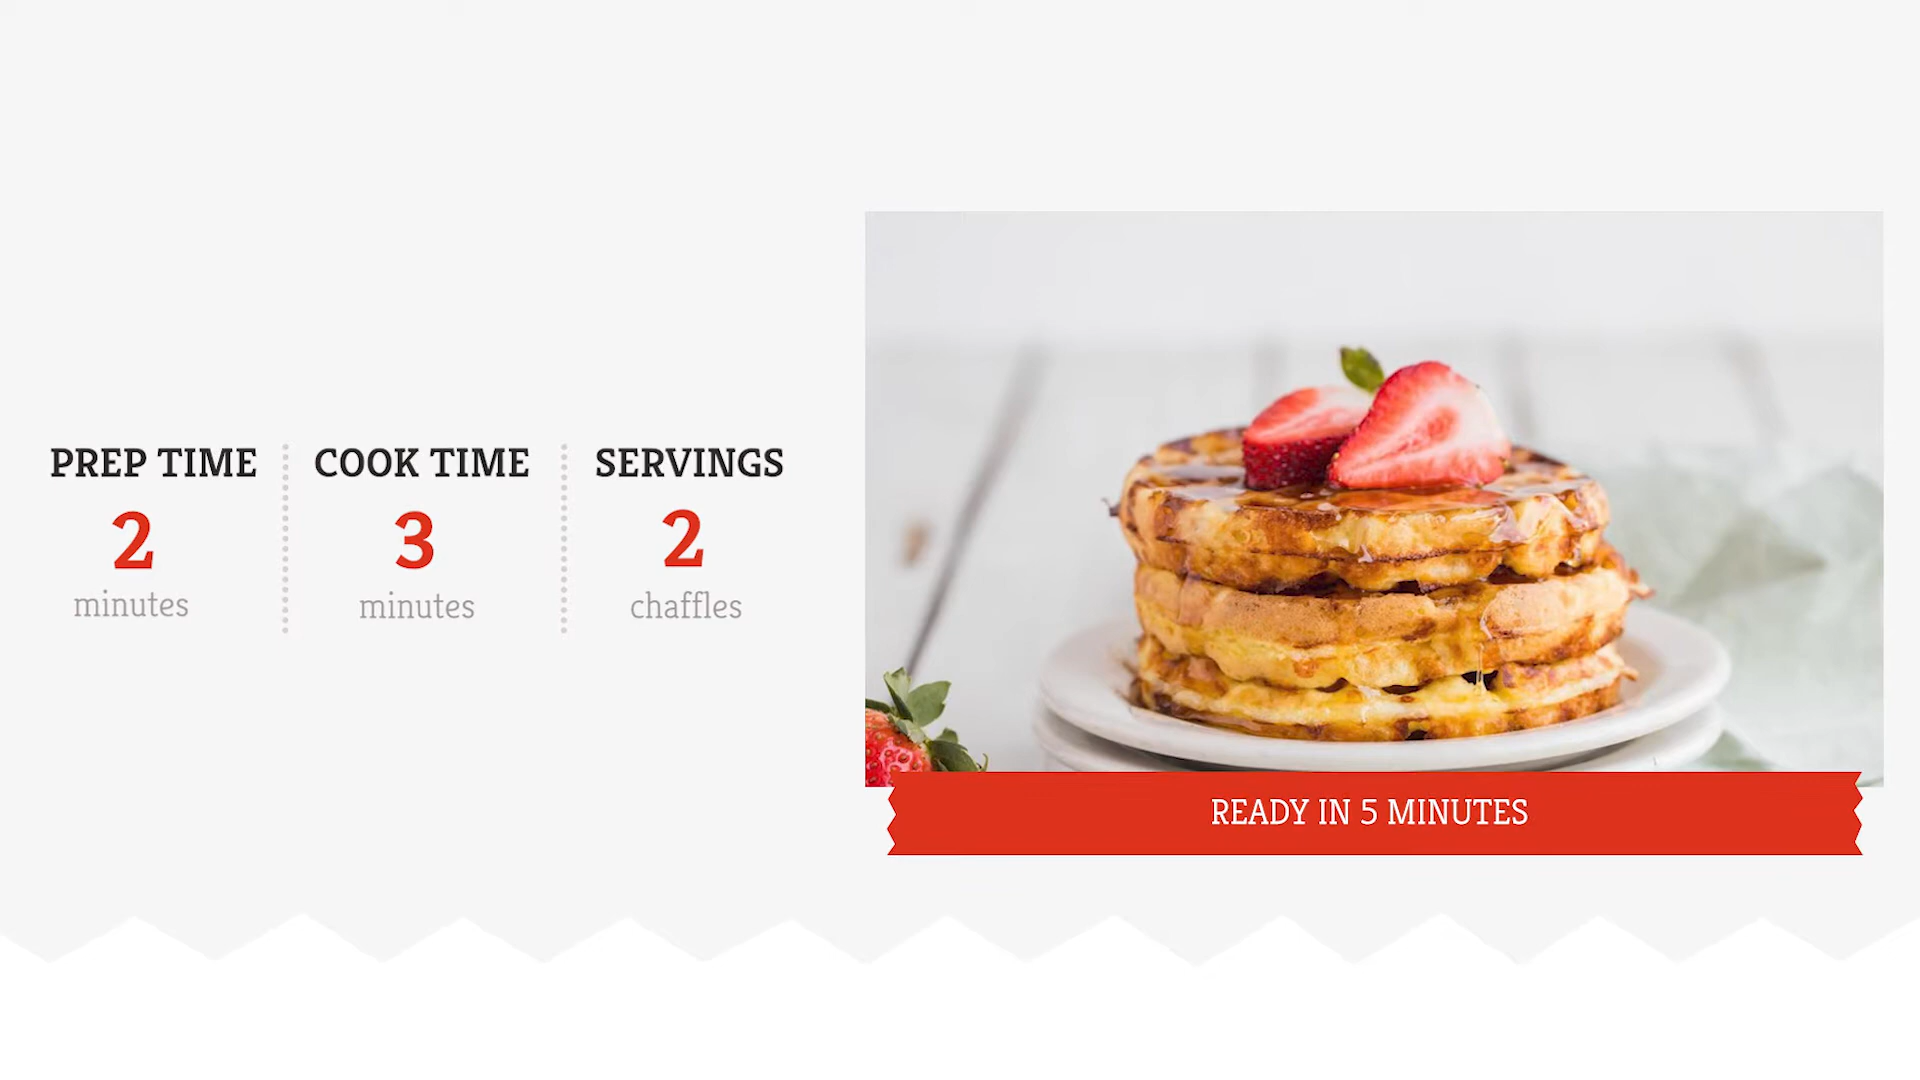 PREP TIME
2
minutes
COOK TIME
3
minutes
SERVINGS
2
chaffles
READY IN 5 MINUTES